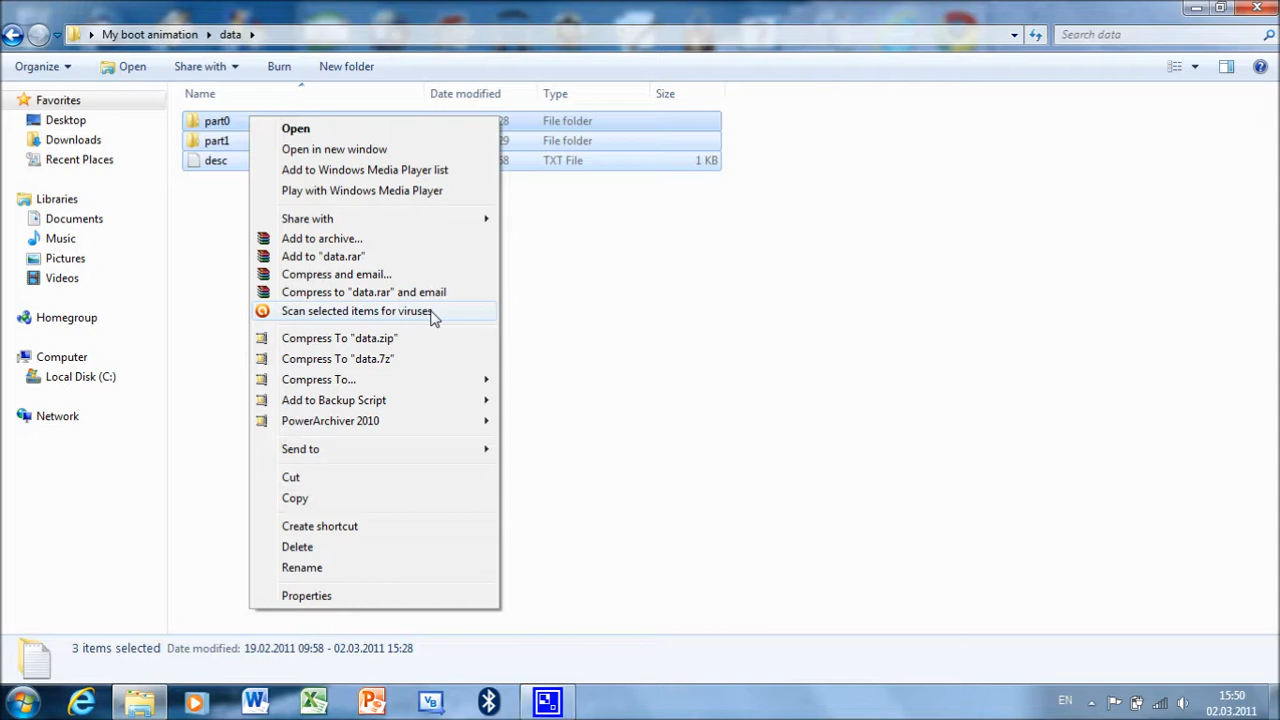 My boot animation data
Search data
Organize Open Share with Burn New folder
Name Date modified Type Size
Favorites
Desktop
Downloads
Recent Places
Libraries
Documents
Music
Pictures
Videos
Homegroup
Computer
Local Disk (C:)
Network
part0 28 File folder
part1 29 File folder
desc 58 TXT File 1 KB
Open
Open in new window
Add to Windows Media Player list
Play with Windows Media Player
Share with
Add to archive...
Add to "data.rar"
Compress and email...
Compress to "data.rar" and email
Scan selected items for viruses
Compress To "data.zip"
Compress To "data.7z"
Compress To...
Add to Backup Script
PowerArchiver 2010
Send to
Cut
Copy
Create shortcut
Delete
Rename
Properties
3 items selected Date modified: 19.02.2011 09:58 - 02.03.2011 15:28
EN
15:50
02.03.2011